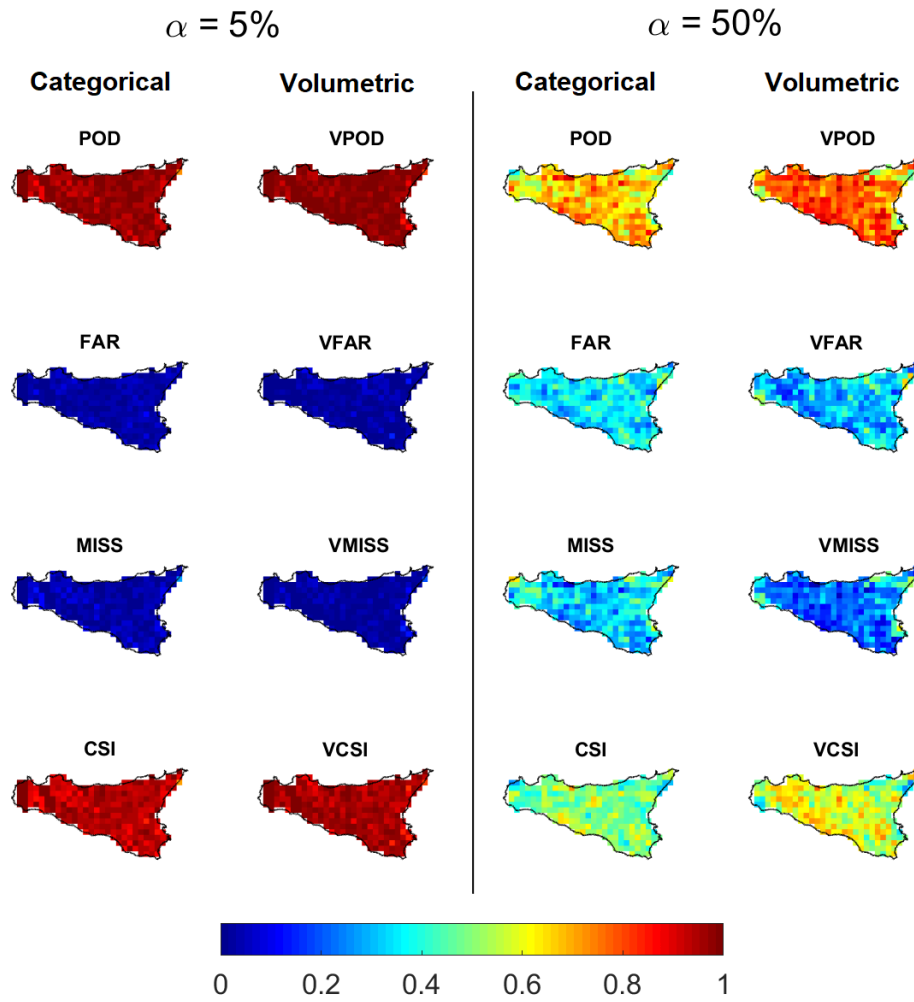 α = 5% α = 50%
Categorical Volumetric Categorical Volumetric
POD VPOD POD VPOD
FAR VFAR FAR VFAR
MISS VMISS MISS VMISS
CSI VCSI CSI VCSI
0 0.2 0.4 0.6 0.8 1